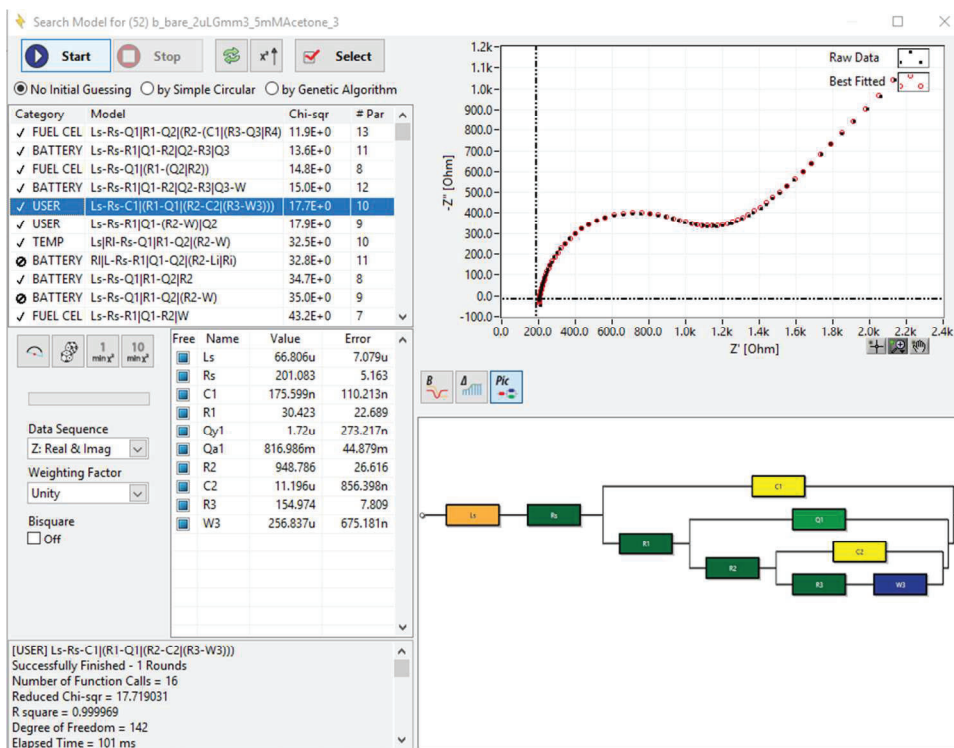 Search Model for (52) b_bare_2uLGmm3_5mMAcetone_3
Start Stop x² Select
No Initial Guessing by Simple Circular by Genetic Algorithm
Category Model Chi-sqr # Par
FUEL CEL Ls-Rs-Q1|R1-Q2|(R2-(C1|(R3-Q3|R4) 11.9E+0 13
BATTERY Ls-Rs-R1|Q1-R2|Q2-R3|Q3 13.6E+0 11
FUEL CEL Ls-Rs-Q1|(R1-(Q2|R2)) 14.8E+0 8
BATTERY Ls-Rs-R1|Q1-R2|Q2-R3|Q3-W 15.0E+0 12
USER Ls-Rs-C1|(R1-Q1|(R2-C2|(R3-W3))) 17.7E+0 10
USER Ls-Rs-R1|Q1-(R2-W)|Q2 17.9E+0 9
TEMP Ls|Rl-Rs-Q1|R1-Q2|(R2-W) 32.5E+0 10
BATTERY Rl|L-Rs-R1|Q1-Q2|(R2-Li|Ri) 32.8E+0 11
BATTERY Ls-Rs-Q1|R1-Q2|R2 34.7E+0 8
BATTERY Ls-Rs-Q1|R1-Q2|(R2-W) 35.0E+0 9
FUEL CEL Ls-Rs-R1|Q1-R2|W 43.2E+0 7
1 min χ² 10 min χ²
Data Sequence
Z: Real & Imag
Weighting Factor
Unity
Bisquare
Off
Free Name Value Error
Ls 66.806u 7.079u
Rs 201.083 5.163
C1 175.599n 110.213n
R1 30.423 22.689
Qy1 1.72u 273.217n
Qa1 816.986m 44.879m
R2 948.786 26.616
C2 11.196u 856.398n
R3 154.974 7.809
W3 256.837u 675.181n
[USER] Ls-Rs-C1|(R1-Q1|(R2-C2|(R3-W3)))
Successfully Finished - 1 Rounds
Number of Function Calls = 16
Reduced Chi-sqr = 17.719031
R square = 0.999969
Degree of Freedom = 142
Elapsed Time = 101 ms
-Z" [Ohm]
1.2k
1.1k
1000.0
900.0
800.0
700.0
600.0
500.0
400.0
300.0
200.0
100.0
0.0
-100.0
Raw Data
Best Fitted
0.0 200.0 400.0 600.0 800.0 1.0k 1.2k 1.4k 1.6k 1.8k 2.0k 2.2k 2.4k
Z' [Ohm]
B Δ Pic
C1
Ls Rs Q1
R1 C2
R2
R3 W3